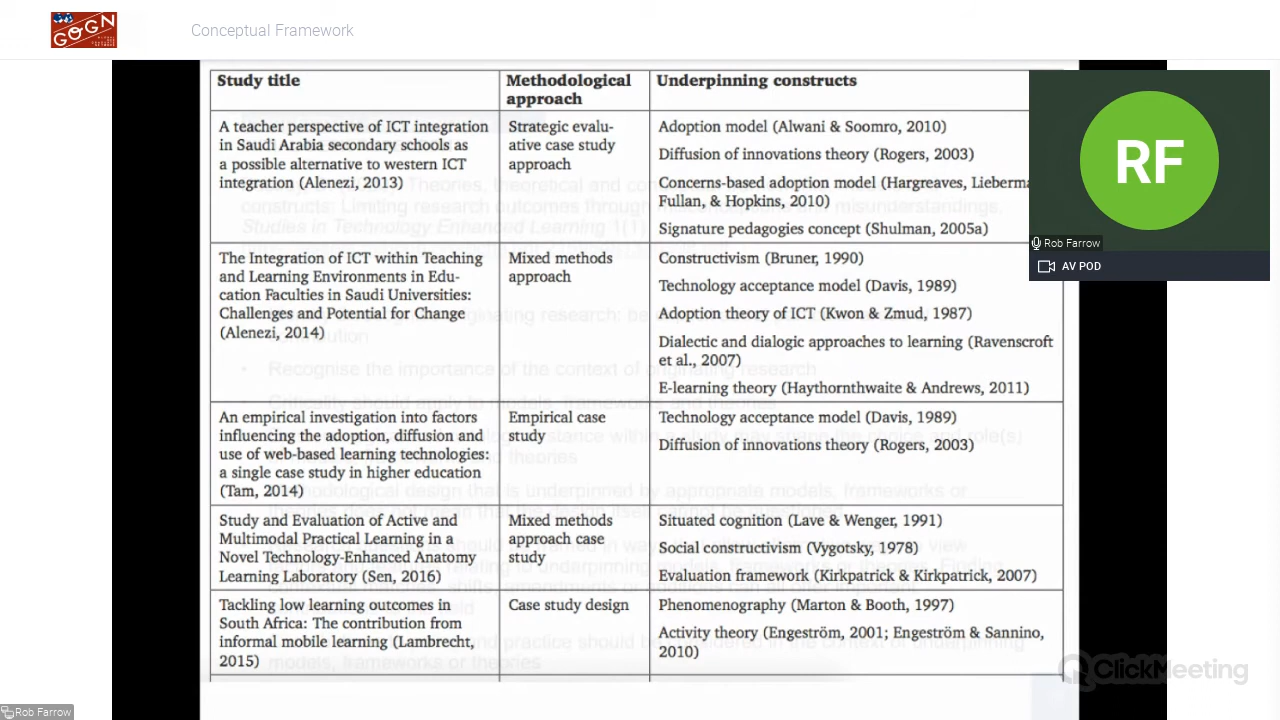 GOGN
Conceptual Framework
Study title
Methodological
approach
Underpinning constructs
A teacher perspective of ICT integration
in Saudi Arabia secondary schools as
a possible alternative to western ICT
integration (Alenezi, 2013)
Strategic evalu-
ative case study
approach
Adoption model (Alwani & Soomro, 2010)
Diffusion of innovations theory (Rogers, 2003)
Concerns-based adoption model (Hargreaves, Lieberma
Fullan, & Hopkins, 2010)
Signature pedagogies concept (Shulman, 2005a)
The Integration of ICT within Teaching
and Learning Environments in Edu-
cation Faculties in Saudi Universities:
Challenges and Potential for Change
(Alenezi, 2014)
Mixed methods
approach
Constructivism (Bruner, 1990)
Technology acceptance model (Davis, 1989)
Adoption theory of ICT (Kwon & Zmud, 1987)
Dialectic and dialogic approaches to learning (Ravenscroft
et al., 2007)
E-learning theory (Haythornthwaite & Andrews, 2011)
An empirical investigation into factors
influencing the adoption, diffusion and
use of web-based learning technologies:
a single case study in higher education
(Tam, 2014)
Empirical case
study
Technology acceptance model (Davis, 1989)
Diffusion of innovations theory (Rogers, 2003)
Study and Evaluation of Active and
Multimodal Practical Learning in a
Novel Technology-Enhanced Anatomy
Learning Laboratory (Sen, 2016)
Mixed methods
approach case
study
Situated cognition (Lave & Wenger, 1991)
Social constructivism (Vygotsky, 1978)
Evaluation framework (Kirkpatrick & Kirkpatrick, 2007)
Tackling low learning outcomes in
South Africa: The contribution from
informal mobile learning (Lambrecht,
2015)
Case study design
Phenomenography (Marton & Booth, 1997)
Activity theory (Engeström, 2001; Engeström & Sannino,
2010)
RF
Rob Farrow
AV POD
ClickMeeting
Rob Farrow